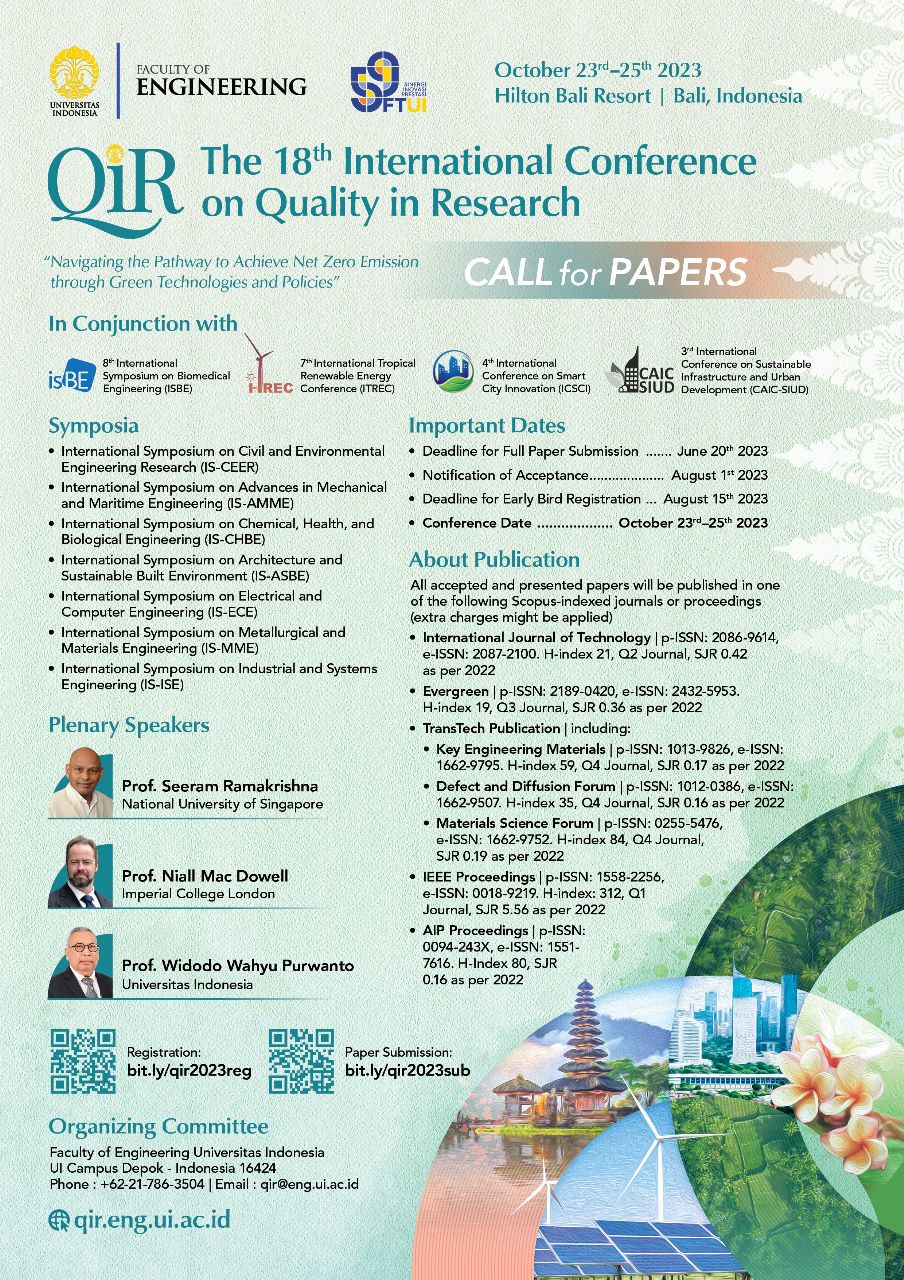 UNIVERSITAS
INDONESIA
FACULTY OF
ENGINEERING
SINERGI
INOVASI
PRESTASI
FTUI
October 23rd–25th 2023
Hilton Bali Resort | Bali, Indonesia
QiR
The 18th International Conference
on Quality in Research
“Navigating the Pathway to Achieve Net Zero Emission
through Green Technologies and Policies”
CALL for PAPERS
In Conjunction with
isBE
8th International
Symposium on Biomedical
Engineering (ISBE)
ITREC
7th International Tropical
Renewable Energy
Conference (ITREC)
4th International
Conference on Smart
City Innovation (ICSCI)
CAIC
SIUD
3rd International
Conference on Sustainable
Infrastructure and Urban
Development (CAIC-SIUD)
Symposia
• International Symposium on Civil and Environmental
Engineering Research (IS-CEER)
• International Symposium on Advances in Mechanical
and Maritime Engineering (IS-AMME)
• International Symposium on Chemical, Health, and
Biological Engineering (IS-CHBE)
• International Symposium on Architecture and
Sustainable Built Environment (IS-ASBE)
• International Symposium on Electrical and
Computer Engineering (IS-ECE)
• International Symposium on Metallurgical and
Materials Engineering (IS-MME)
• International Symposium on Industrial and Systems
Engineering (IS-ISE)
Plenary Speakers
Prof. Seeram Ramakrishna
National University of Singapore
Prof. Niall Mac Dowell
Imperial College London
Prof. Widodo Wahyu Purwanto
Universitas Indonesia
Important Dates
• Deadline for Full Paper Submission ....... June 20th 2023
• Notification of Acceptance................... August 1st 2023
• Deadline for Early Bird Registration ... August 15th 2023
• Conference Date ................... October 23rd–25th 2023
About Publication
All accepted and presented papers will be published in one
of the following Scopus-indexed journals or proceedings
(extra charges might be applied)
• International Journal of Technology | p-ISSN: 2086-9614,
e-ISSN: 2087-2100. H-index 21, Q2 Journal, SJR 0.42
as per 2022
• Evergreen | p-ISSN: 2189-0420, e-ISSN: 2432-5953.
H-index 19, Q3 Journal, SJR 0.36 as per 2022
• TransTech Publication | including:
• Key Engineering Materials | p-ISSN: 1013-9826, e-ISSN:
1662-9795. H-index 59, Q4 Journal, SJR 0.17 as per 2022
• Defect and Diffusion Forum | p-ISSN: 1012-0386, e-ISSN:
1662-9507. H-index 35, Q4 Journal, SJR 0.16 as per 2022
• Materials Science Forum | p-ISSN: 0255-5476,
e-ISSN: 1662-9752. H-index 84, Q4 Journal,
SJR 0.19 as per 2022
• IEEE Proceedings | p-ISSN: 1558-2256,
e-ISSN: 0018-9219. H-index: 312, Q1
Journal, SJR 5.56 as per 2022
• AIP Proceedings | p-ISSN:
0094-243X, e-ISSN: 1551-
7616. H-Index 80, SJR
0.16 as per 2022
Registration:
bit.ly/qir2023reg
Paper Submission:
bit.ly/qir2023sub
Organizing Committee
Faculty of Engineering Universitas Indonesia
UI Campus Depok - Indonesia 16424
Phone : +62-21-786-3504 | Email : qir@eng.ui.ac.id
qir.eng.ui.ac.id